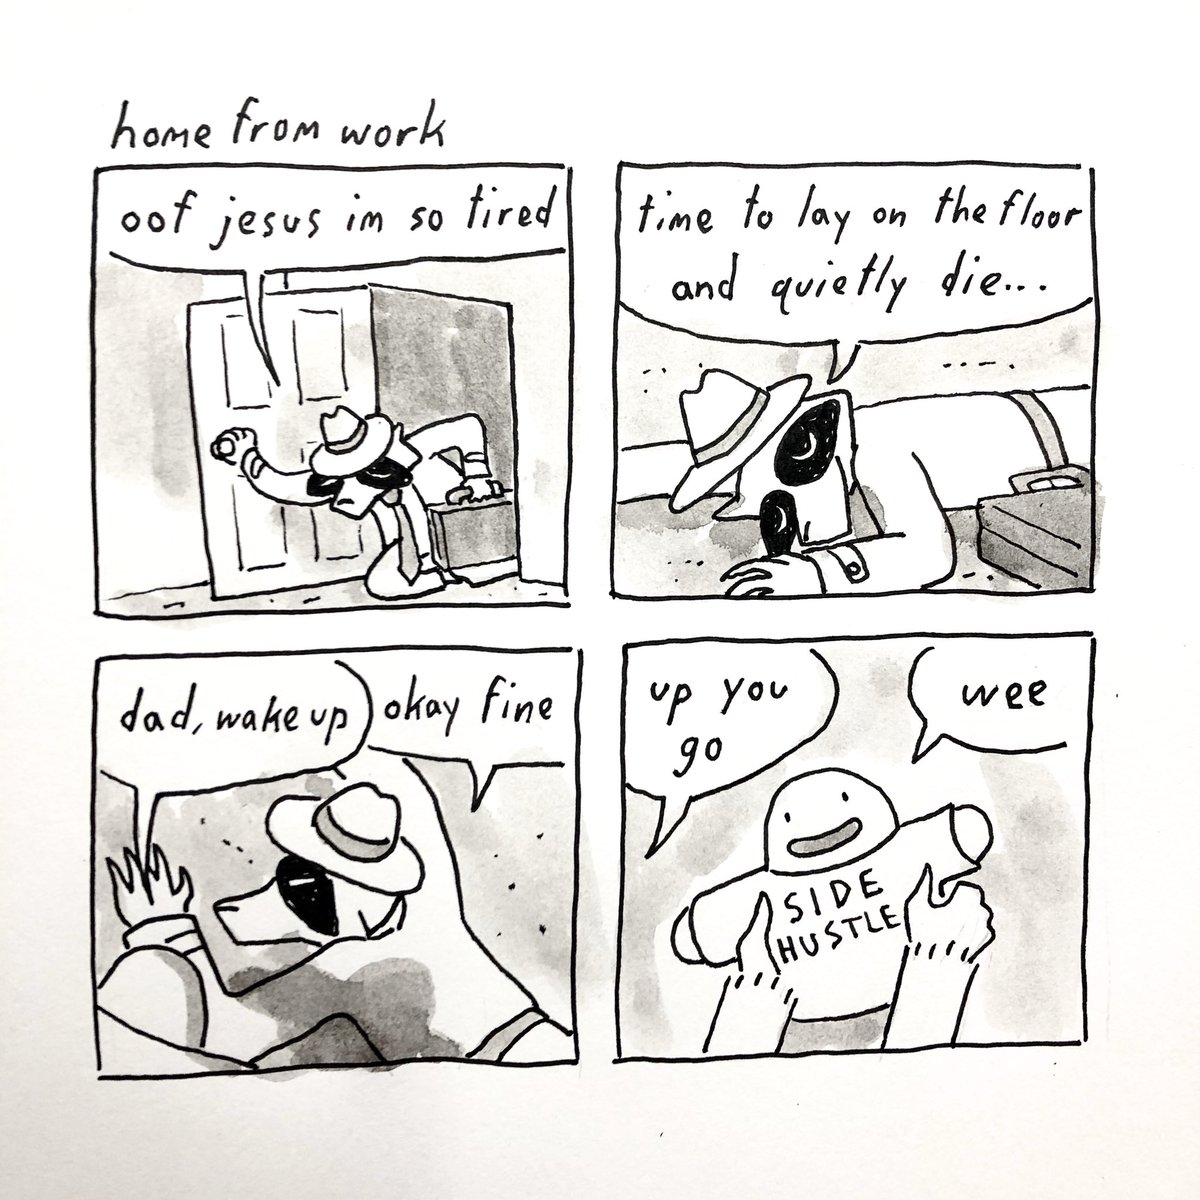 home from work
oof jesus im so tired
time to lay on the floor
and quietly die...
dad, wake up
okay fine
up you
go
wee
SIDE
HUSTLE